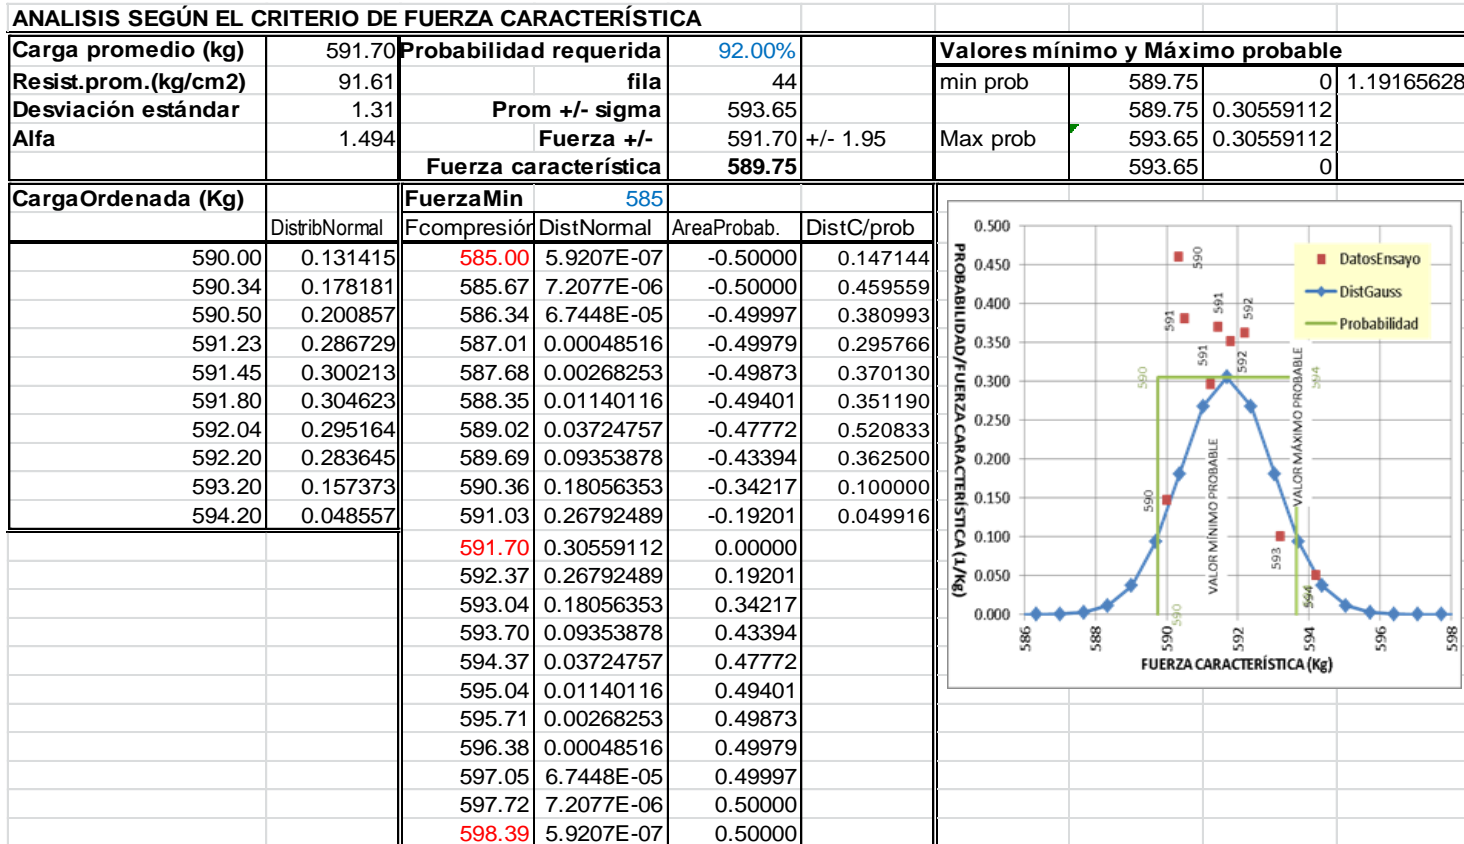 ANALISIS SEGÚN EL CRITERIO DE FUERZA CARACTERÍSTICA
Carga promedio (kg) 591.70 Probabilidad requerida 92.00% Valores mínimo y Máximo probable
Resist.prom.(kg/cm2) 91.61 fila 44 min prob 589.75 0 1.19165628
Desviación estándar 1.31 Prom +/- sigma 593.65 589.75 0.30559112
Alfa 1.494 Fuerza +/- 591.70 +/- 1.95 Max prob 593.65 0.30559112
Fuerza característica 589.75 593.65 0
CargaOrdenada (Kg) FuerzaMin 585
DistribNormal Fcompresión DistNormal AreaProbab. DistC/prob
590.00 0.131415 585.00 5.9207E-07 -0.50000 0.147144
590.34 0.178181 585.67 7.2077E-06 -0.50000 0.459559
590.50 0.200857 586.34 6.7448E-05 -0.49997 0.380993
591.23 0.286729 587.01 0.00048516 -0.49979 0.295766
591.45 0.300213 587.68 0.00268253 -0.49873 0.370130
591.80 0.304623 588.35 0.01140116 -0.49401 0.351190
592.04 0.295164 589.02 0.03724757 -0.47772 0.520833
592.20 0.283645 589.69 0.09353878 -0.43394 0.362500
593.20 0.157373 590.36 0.18056353 -0.34217 0.100000
594.20 0.048557 591.03 0.26792489 -0.19201 0.049916
591.70 0.30559112 0.00000
592.37 0.26792489 0.19201
593.04 0.18056353 0.34217
593.70 0.09353878 0.43394
594.37 0.03724757 0.47772
595.04 0.01140116 0.49401
595.71 0.00268253 0.49873
596.38 0.00048516 0.49979
597.05 6.7448E-05 0.49997
597.72 7.2077E-06 0.50000
598.39 5.9207E-07 0.50000
PROBABILIDAD/FUERZA CARACTERÍSTICA (1/Kg)
0.500
0.450
0.400
0.350
0.300
0.250
0.200
0.150
0.100
0.050
0.000
DatosEnsayo
DistGauss
Probabilidad
590
591
591
592
591
592
590
594
590
593
594
590
VALOR MÍNIMO PROBABLE
VALOR MÁXIMO PROBABLE
586 588 590 592 594 596 598
FUERZA CARACTERÍSTICA (Kg)